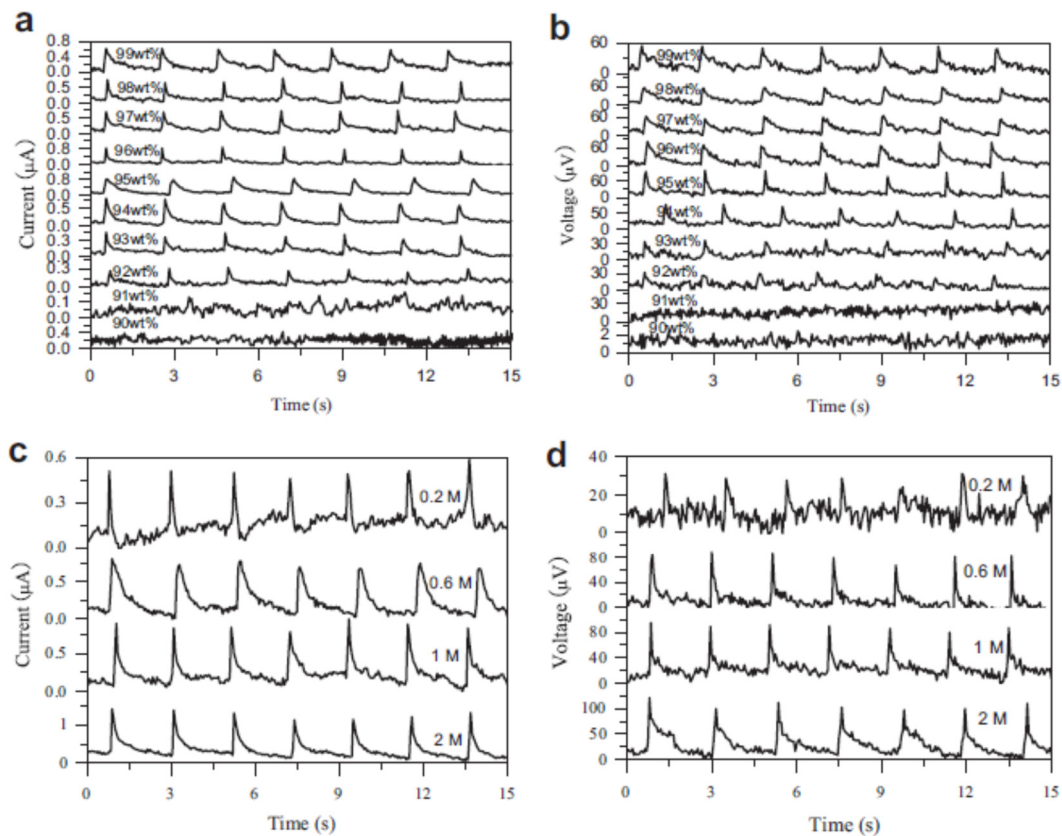 a
0.8
99wt%
0.0
0.5
98wt%
0.0
0.5
97wt%
0.0
0.8
96wt%
0.0
0.8
95wt%
0.0
0.5
94wt%
0.0
0.3
93wt%
0.0
0.3
92wt%
0.0
0.1
91wt%
0.0
0.4
90wt%
0.0
Current (μA)
0 3 6 9 12 15
Time (s)
b
60
99wt%
0
60
98wt%
0
60
97wt%
0
60
96wt%
0
60
95wt%
0
50
94wt%
0
30
93wt%
0
30
92wt%
0
30
91wt%
0
2
90wt%
0
Voltage (μV)
0 3 6 9 12 15
Time (s)
c
0.6
0.3
0.2 M
0.0
0.5
0.6 M
0.0
0.5
1 M
0.0
1
2 M
0
Current (μA)
0 3 6 9 12 15
Time (s)
d
40
20
0.2 M
0
80
40
0.6 M
0
80
40
1 M
0
100
50
2 M
0
Voltage (μV)
0 3 6 9 12 15
Time (s)